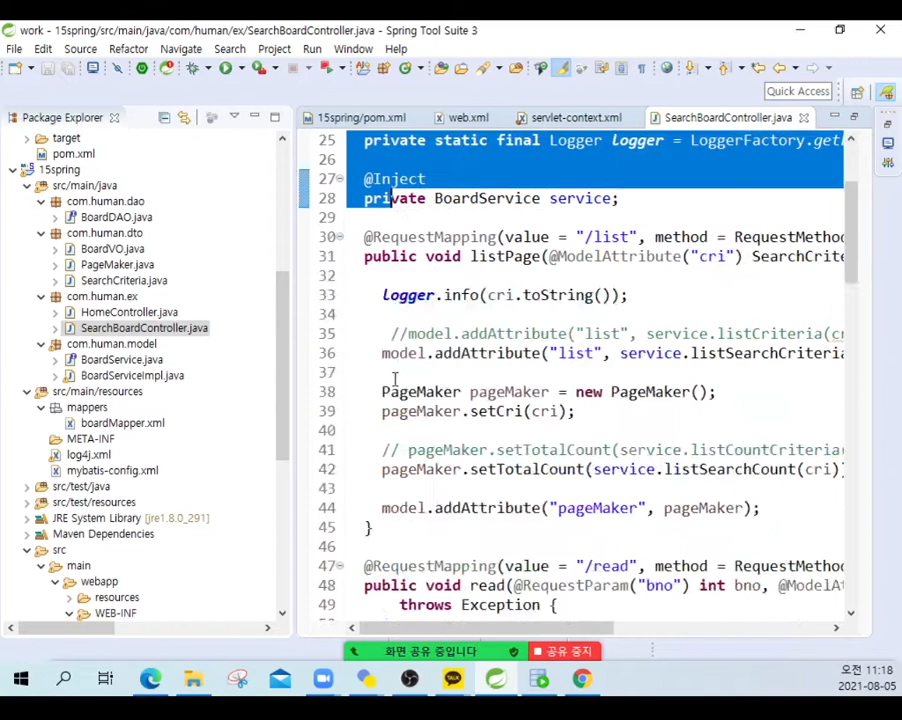 work - 15spring/src/main/java/com/human/ex/SearchBoardController.java - Spring Tool Suite 3
File Edit Source Refactor Navigate Search Project Run Window Help
Quick Access
Package Explorer
15spring/pom.xml
web.xml
servlet-context.xml
SearchBoardController.java
target
pom.xml
15spring
src/main/java
com.human.dao
BoardDAO.java
com.human.dto
BoardVO.java
PageMaker.java
SearchCriteria.java
com.human.ex
HomeController.java
SearchBoardController.java
com.human.model
BoardService.java
BoardServiceImpl.java
src/main/resources
mappers
boardMapper.xml
META-INF
log4j.xml
mybatis-config.xml
src/test/java
src/test/resources
JRE System Library [jre1.8.0_291]
Maven Dependencies
src
main
webapp
resources
WEB-INF
25 private static final Logger logger = LoggerFactory.getL
26
27 @Inject
28 private BoardService service;
29
30 @RequestMapping(value = "/list", method = RequestMethod
31 public void listPage(@ModelAttribute("cri") SearchCrite
33 logger.info(cri.toString());
34
35 //model.addAttribute("list", service.listCriteria(cr
36 model.addAttribute("list", service.listSearchCriteria
37
38 PageMaker pageMaker = new PageMaker();
39 pageMaker.setCri(cri);
40
41 // pageMaker.setTotalCount(service.listCountCriteria(
42 pageMaker.setTotalCount(service.listSearchCount(cri))
43
44 model.addAttribute("pageMaker", pageMaker);
45 }
46
47 @RequestMapping(value = "/read", method = RequestMethod
48 public void read(@RequestParam("bno") int bno, @ModelAt
49 throws Exception {
화면 공유 중입니다
공유 중지
TALK
오전 11:18
2021-08-05